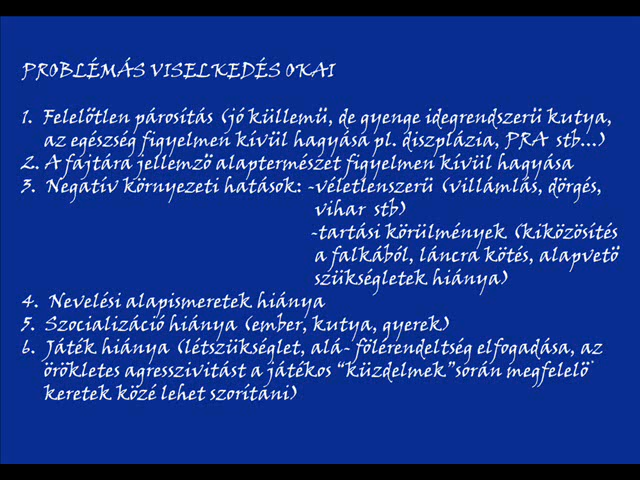 PROBLÉMÁS VISELKEDÉS OKAI
1. Felelőtlen párosítás (jó küllemű, de gyenge idegrendszerű kutya,
az egészség figyelmen kívül hagyása pl. diszplázia, PRA stb...)
2. A fajtára jellemző alaptermészet figyelmen kívül hagyása
3. Negatív környezeti hatások: -véletlenszerű (villámlás, dörgés,
vihar stb)
-tartási körülmények (kiközösítés
a falkából, láncra kötés, alapvető
szükségletek hiánya)
4. Nevelési alapismeretek hiánya
5. Szocializáció hiánya (ember, kutya, gyerek)
6. Játék hiánya (létszükséglet, alá- fölérendeltség elfogadása, az
örökletes agresszivitást a játékos “küzdelmek”során megfelelő
keretek közé lehet szorítani)